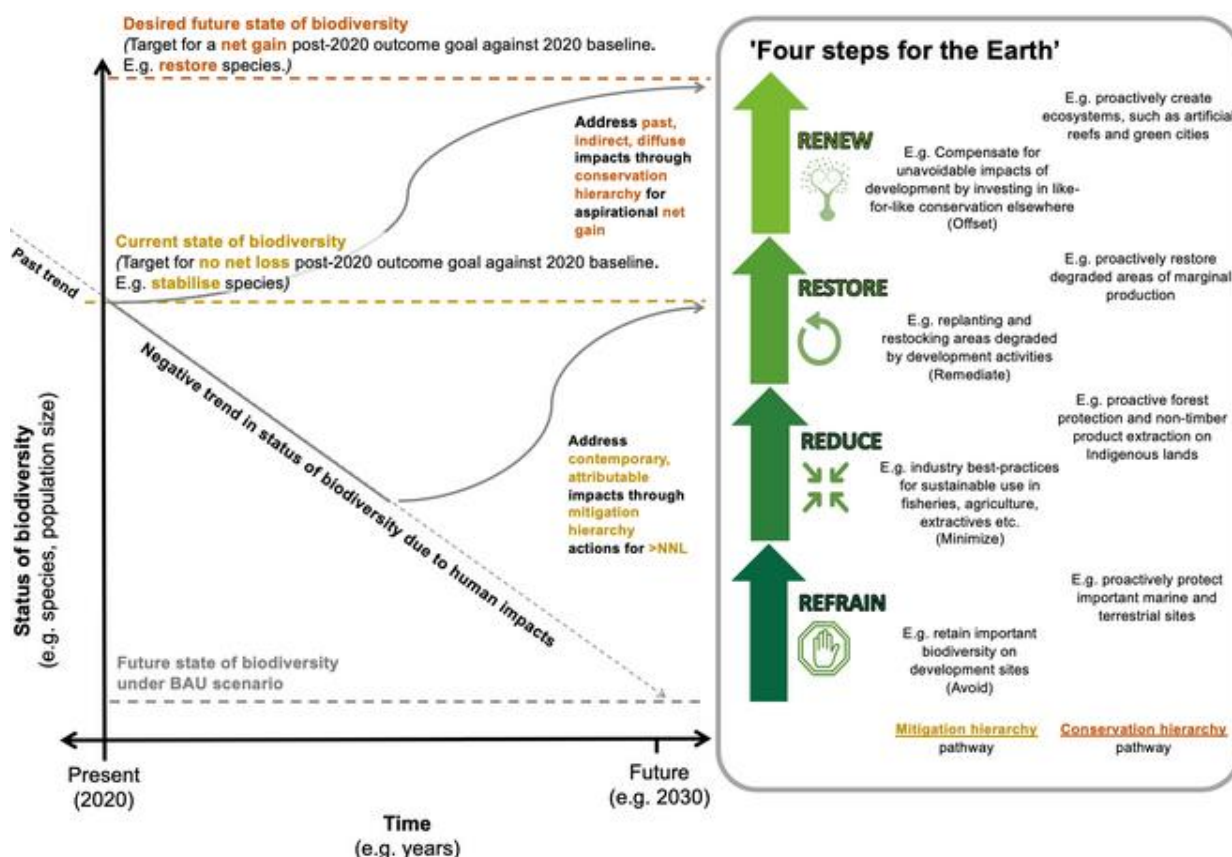 Desired future state of biodiversity
(Target for a net gain post-2020 outcome goal against 2020 baseline.
E.g. restore species.)
Address past,
indirect, diffuse
impacts through
conservation
hierarchy for
aspirational net
gain
Past trend
Current state of biodiversity
(Target for no net loss post-2020 outcome goal against 2020 baseline.
E.g. stabilise species)
Negative trend in status of biodiversity due to human impacts
Address
contemporary,
attributable
impacts through
mitigation
hierarchy
actions for >NNL
Future state of biodiversity
under BAU scenario
Status of biodiversity
(e.g. species, population size)
Present
(2020)
Future
(e.g. 2030)
Time
(e.g. years)
'Four steps for the Earth'
RENEW
E.g. Compensate for
unavoidable impacts of
development by investing in like-
for-like conservation elsewhere
(Offset)
E.g. proactively create
ecosystems, such as artificial
reefs and green cities
RESTORE
E.g. replanting and
restocking areas degraded
by development activities
(Remediate)
E.g. proactively restore
degraded areas of marginal
production
REDUCE
E.g. industry best-practices
for sustainable use in
fisheries, agriculture,
extractives etc.
(Minimize)
E.g. proactive forest
protection and non-timber
product extraction on
Indigenous lands
REFRAIN
E.g. retain important
biodiversity on
development sites
(Avoid)
E.g. proactively protect
important marine and
terrestrial sites
Mitigation hierarchy
pathway
Conservation hierarchy
pathway